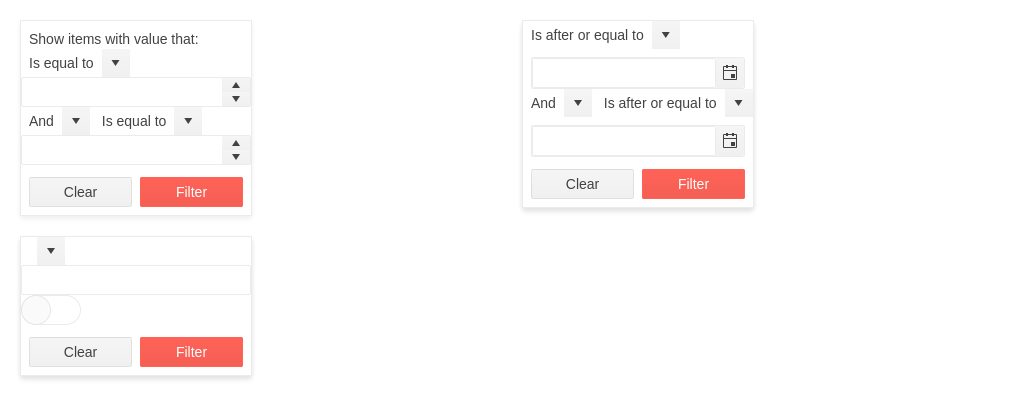 Show items with value that:
Is equal to
And Is equal to
Clear Filter
Is after or equal to
And Is after or equal to
Clear Filter
Clear Filter